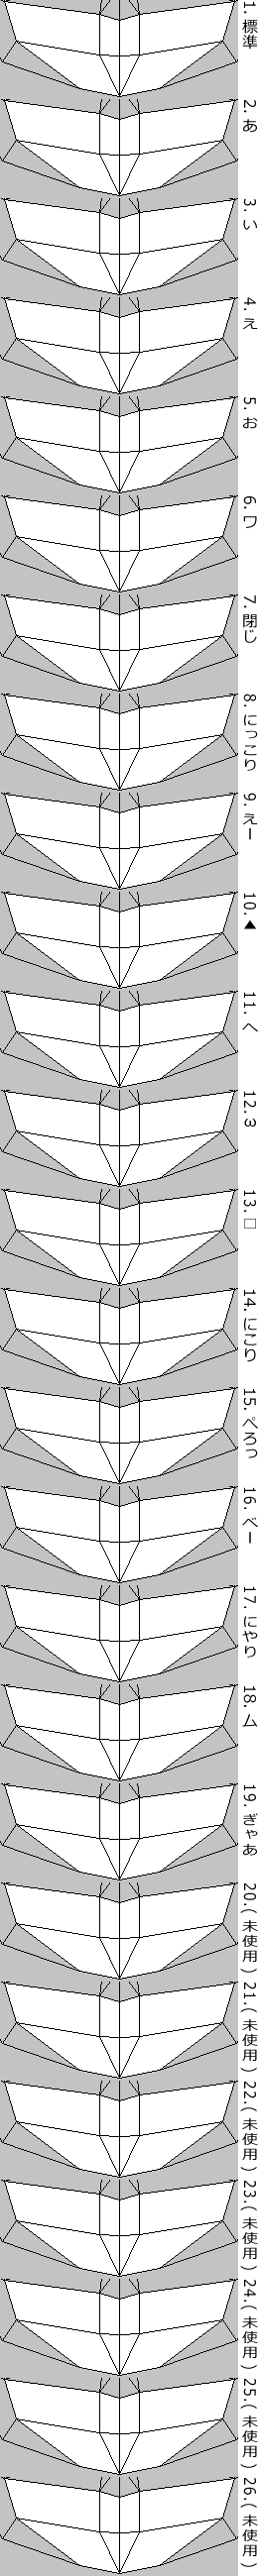 1. 標準
2. あ
3. い
4. え
5. お
6. ワ
7. 閉じ
8. にっこり
9. えー
10. ▲
11. へ
12. ω
13. □
14. にこり
15. ぺろっ
16. べー
17. にやり
18. ム
19. ぎゃあ
20.(未使用)
21.(未使用)
22.(未使用)
23.(未使用)
24.(未使用)
25.(未使用)
26.(未使用)